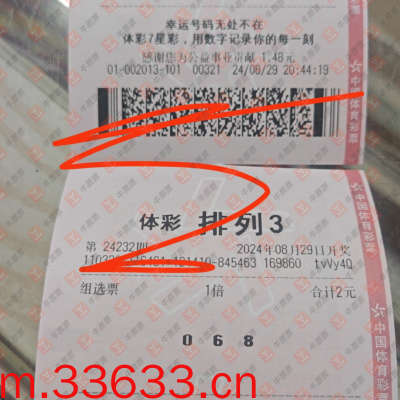 幸运号码无处不在
体彩7星彩，用数字记录你的每一刻
感谢您为公益事业贡献 1.48元
01-002013-101 00321 24/08/29 20:44:19
中国体育彩票
体彩 排列3
第 24232期 2024年08月29日开奖
-845463 169860 tvVy4Q
组选票 1倍 合计2元
0 6 8
中国体育彩票
m.33633.cn